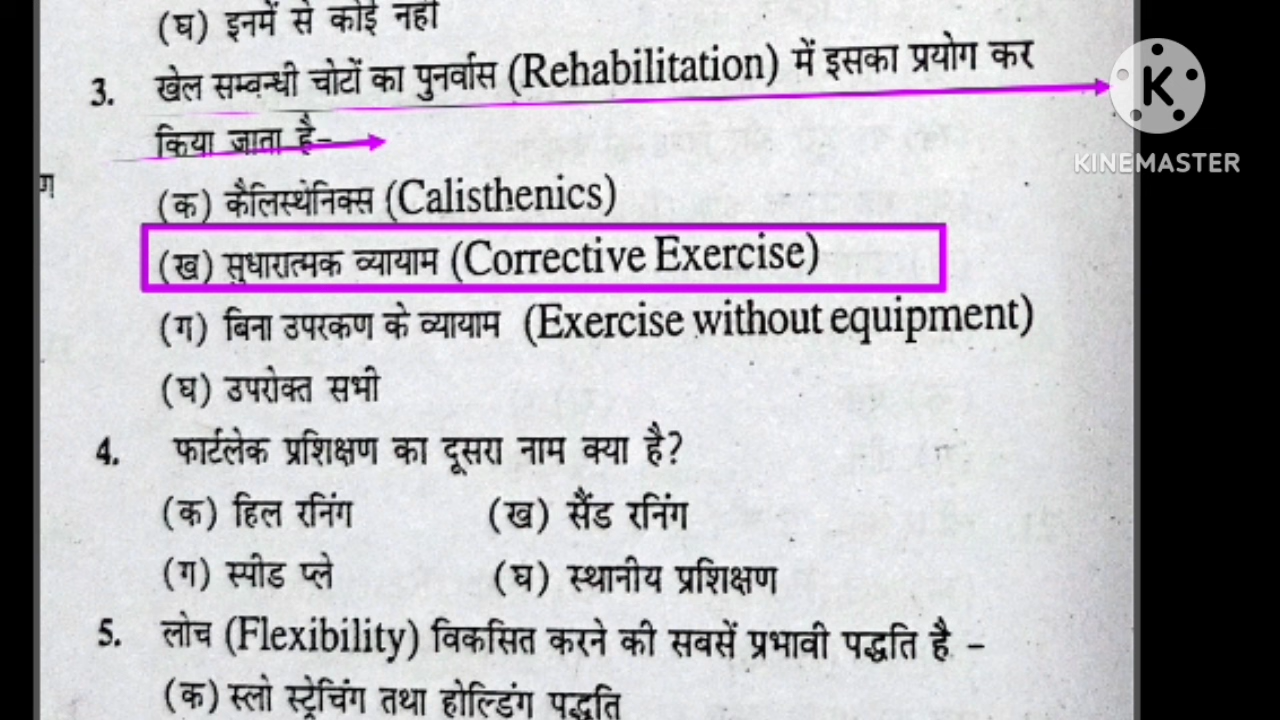 (घ) इनमें से कोई नहीं
3. खेल सम्बन्धी चोटों का पुनर्वास (Rehabilitation) में इसका प्रयोग कर
किया जाता है-
(क) कैलिस्थेनिक्स (Calisthenics)
(ख) सुधारात्मक व्यायाम (Corrective Exercise)
(ग) बिना उपरकण के व्यायाम (Exercise without equipment)
(घ) उपरोक्त सभी
4. फार्टलेक प्रशिक्षण का दूसरा नाम क्या है?
(क) हिल रनिंग (ख) सैंड रनिंग
(ग) स्पीड प्ले (घ) स्थानीय प्रशिक्षण
5. लोच (Flexibility) विकसित करने की सबसें प्रभावी पद्धति है -
(क) स्लो स्ट्रेचिंग तथा होल्डिंग पद्धति
K
KINEMASTER